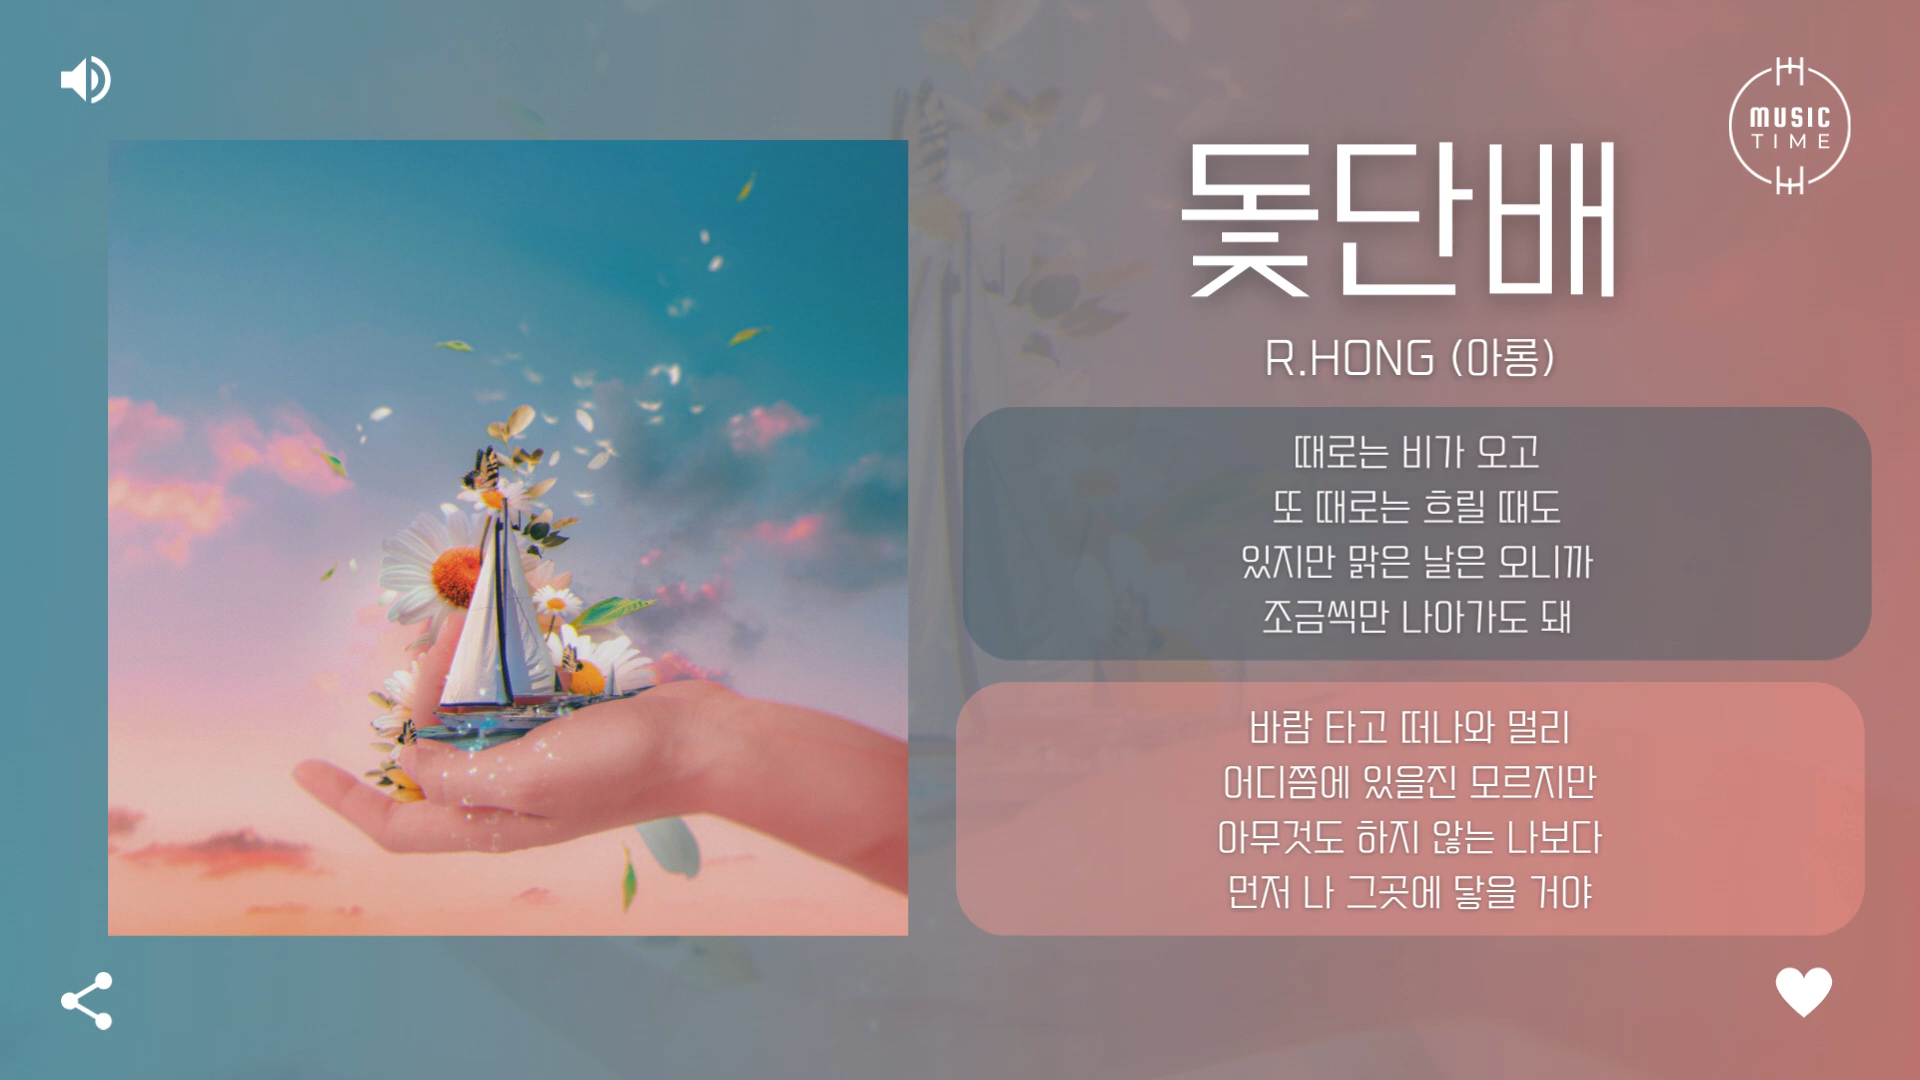 MUSIC
TIME
돛단배
R.HONG (아롱)
때로는 비가 오고
또 때로는 흐릴 때도
있지만 맑은 날은 오니까
조금씩만 나아가도 돼
바람 타고 떠나와 멀리
어디쯤에 있을진 모르지만
아무것도 하지 않는 나보다
먼저 나 그곳에 닿을 거야